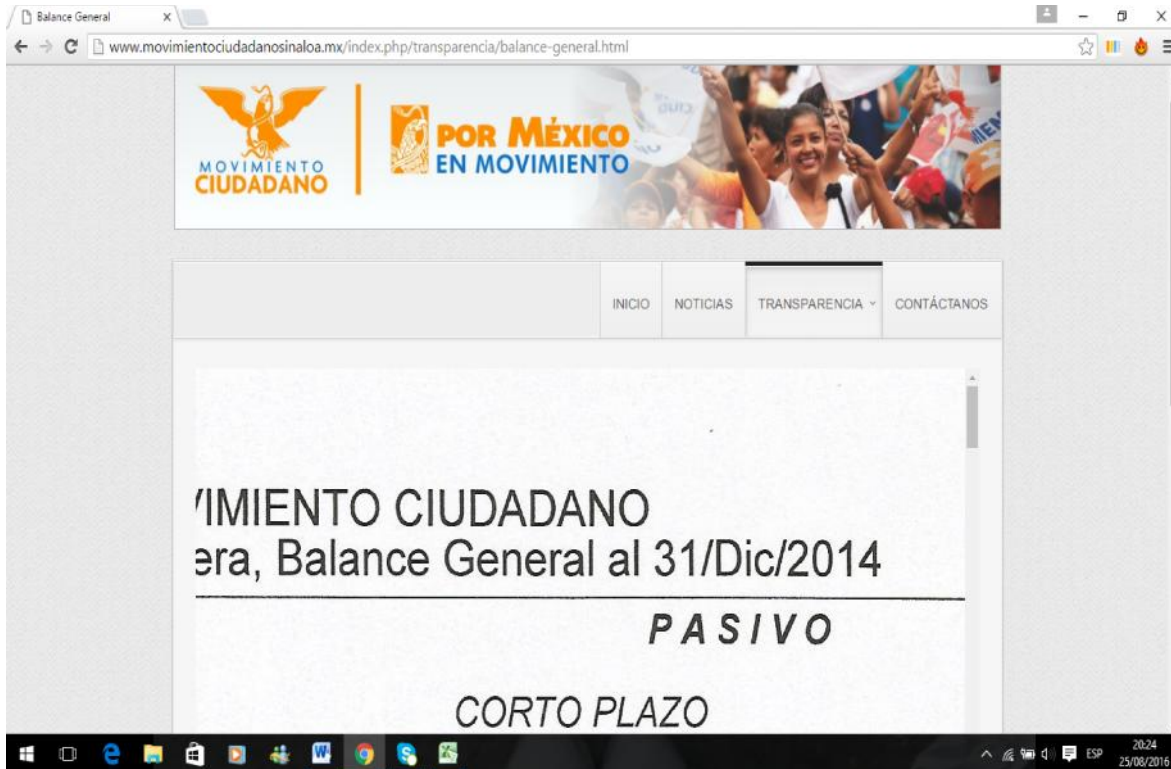 Balance General
www.movimientociudadanosinaloa.mx/index.php/transparencia/balance-general.html
MOVIMIENTO
CIUDADANO
POR MÉXICO
EN MOVIMIENTO
INICIO NOTICIAS TRANSPARENCIA CONTÁCTANOS
VIMIENTO CIUDADANO
era, Balance General al 31/Dic/2014
PASIVO
CORTO PLAZO
ESP
20:24
25/08/2016